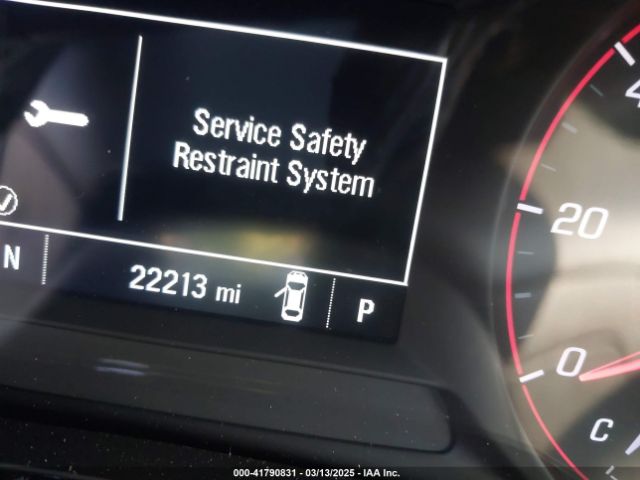 Service Safety
Restraint System
N
22213 mi
P
4
20
0
C
000-41790831 - 03/13/2025 - IAA Inc.